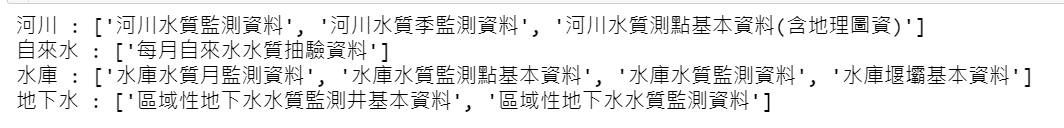 河川 : ['河川水質監測資料', '河川水質季監測資料', '河川水質測點基本資料(含地理圖資)']
自來水 : ['每月自來水水質抽驗資料']
水庫 : ['水庫水質月監測資料', '水庫水質監測點基本資料', '水庫水質監測資料', '水庫堰壩基本資料']
地下水 : ['區域性地下水水質監測井基本資料', '區域性地下水水質監測資料']